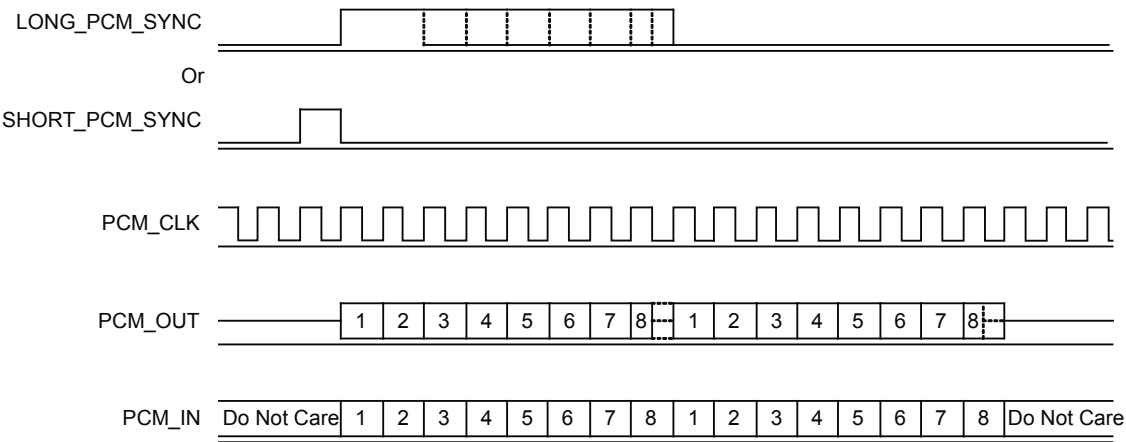 LONG_PCM_SYNC
Or
SHORT_PCM_SYNC
PCM_CLK
PCM_OUT 1 2 3 4 5 6 7 8 1 2 3 4 5 6 7 8
PCM_IN Do Not Care 1 2 3 4 5 6 7 8 1 2 3 4 5 6 7 8 Do Not Care